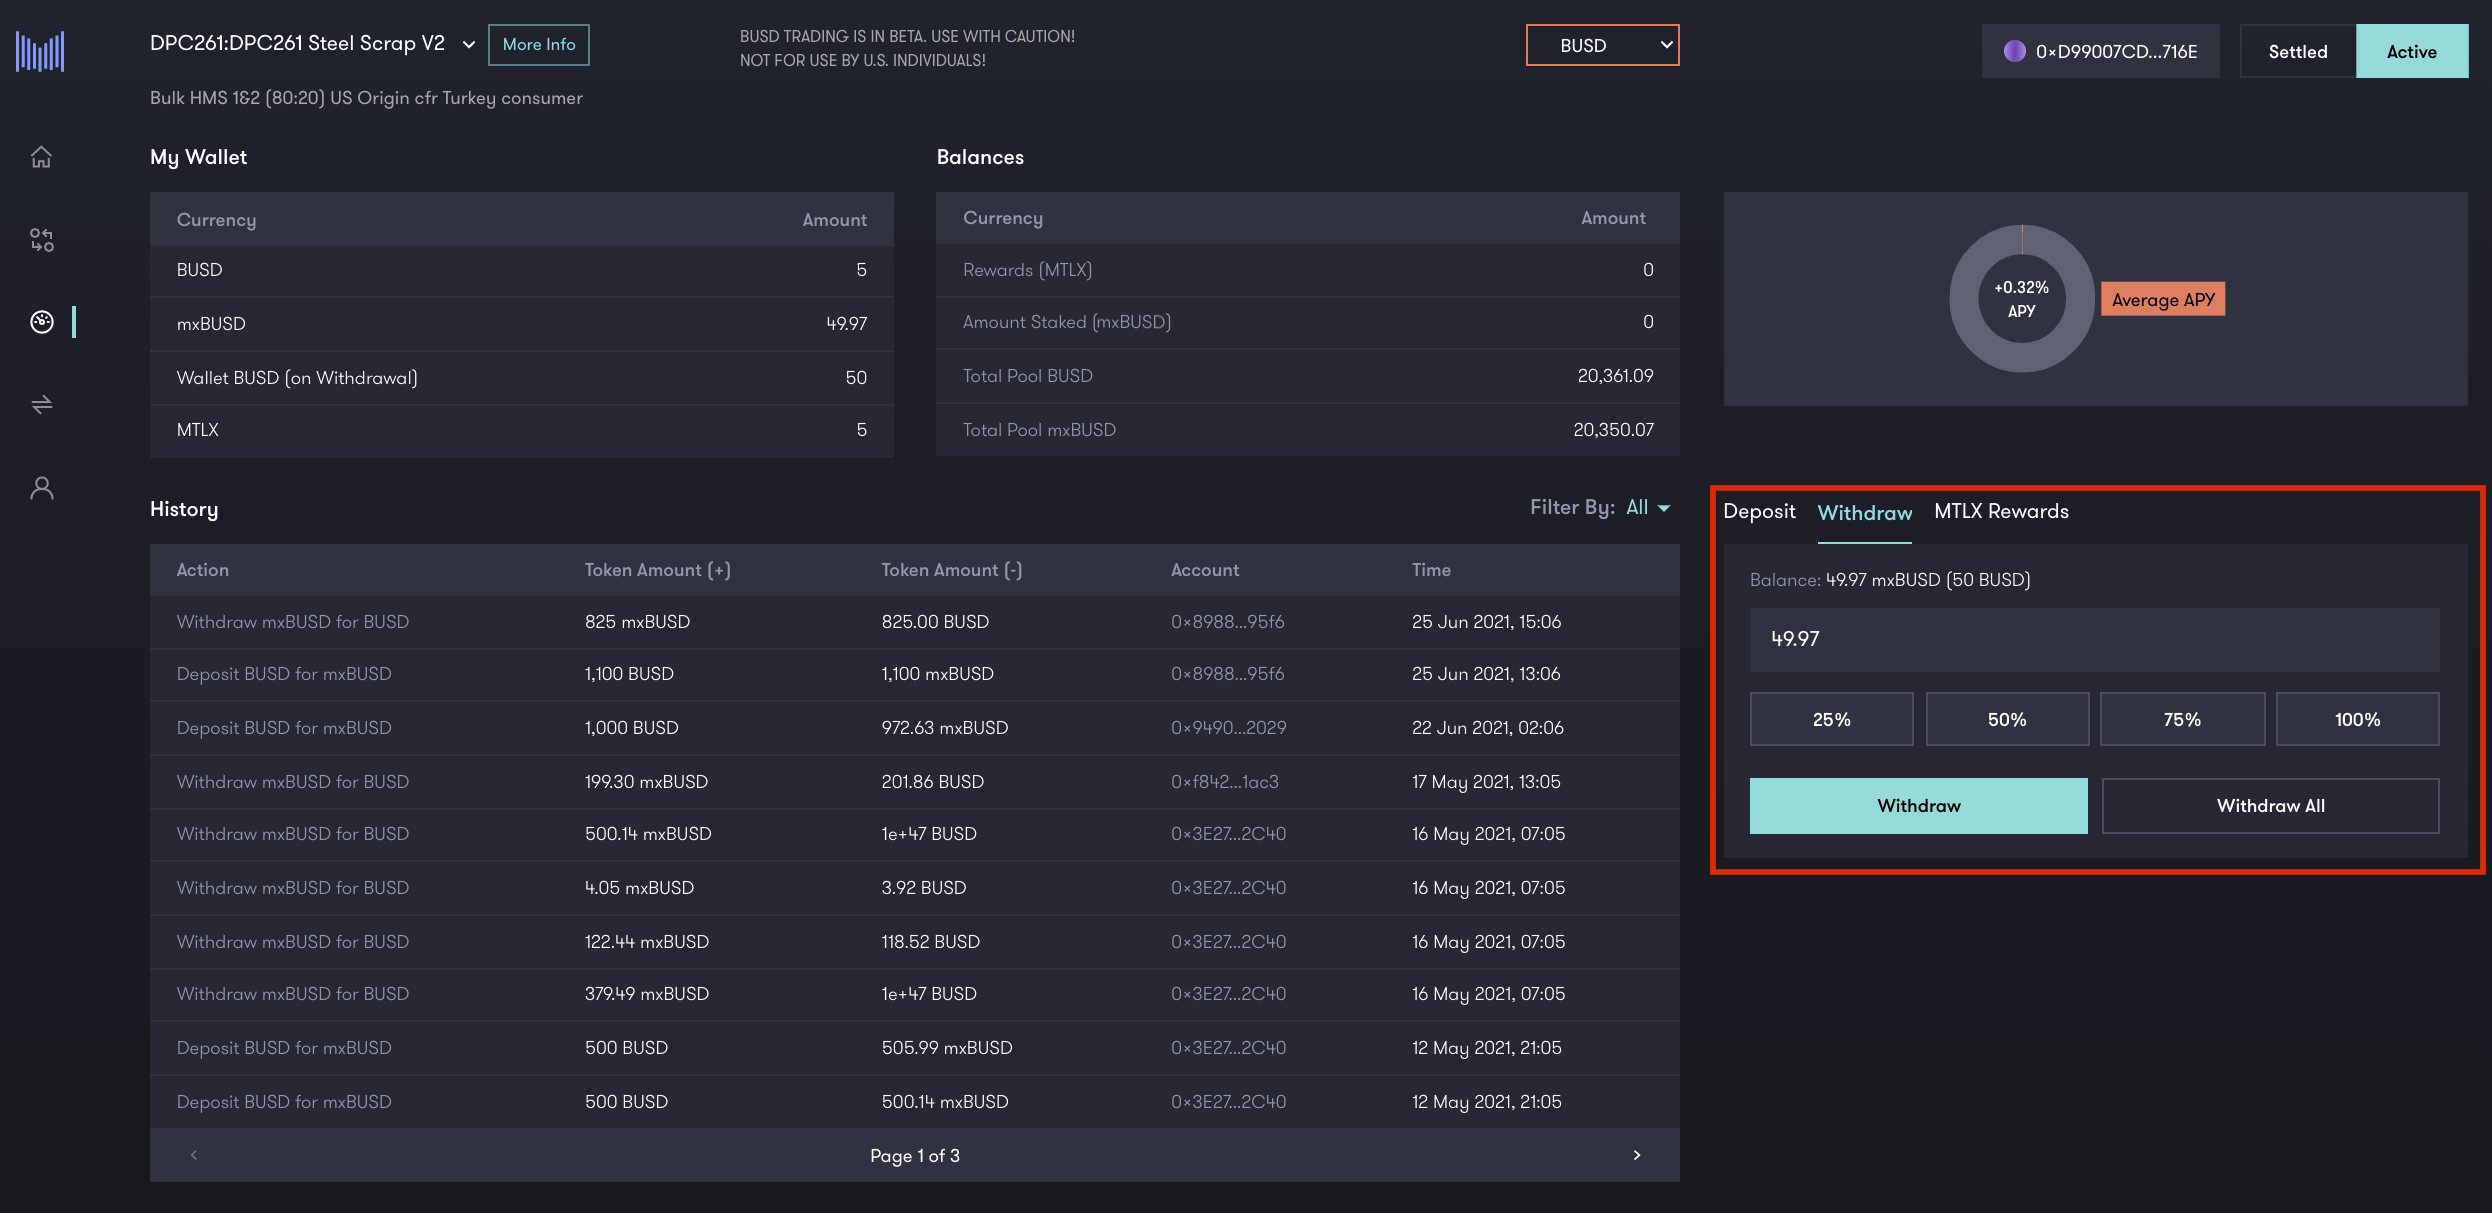 DPC261:DPC261 Steel Scrap V2
More Info
BUSD TRADING IS IN BETA. USE WITH CAUTION!
NOT FOR USE BY U.S. INDIVIDUALS!
BUSD
0×D99007CD...716E
Settled
Active
Bulk HMS 1&2 (80:20) US Origin cfr Turkey consumer
My Wallet
Currency Amount
BUSD 5
mxBUSD 49.97
Wallet BUSD (on Withdrawal) 50
MTLX 5
Balances
Currency Amount
Rewards (MTLX) 0
Amount Staked (mxBUSD) 0
Total Pool BUSD 20,361.09
Total Pool mxBUSD 20,350.07
+0.32%
APY
Average APY
History
Filter By: All
Action Token Amount (+) Token Amount (-) Account Time
Withdraw mxBUSD for BUSD 825 mxBUSD 825.00 BUSD 0×8988...95f6 25 Jun 2021, 15:06
Deposit BUSD for mxBUSD 1,100 BUSD 1,100 mxBUSD 0×8988...95f6 25 Jun 2021, 13:06
Deposit BUSD for mxBUSD 1,000 BUSD 972.63 mxBUSD 0×9490...2029 22 Jun 2021, 02:06
Withdraw mxBUSD for BUSD 199.30 mxBUSD 201.86 BUSD 0×f842...1ac3 17 May 2021, 13:05
Withdraw mxBUSD for BUSD 500.14 mxBUSD 1e+47 BUSD 0×3E27...2C40 16 May 2021, 07:05
Withdraw mxBUSD for BUSD 4.05 mxBUSD 3.92 BUSD 0×3E27...2C40 16 May 2021, 07:05
Withdraw mxBUSD for BUSD 122.44 mxBUSD 118.52 BUSD 0×3E27...2C40 16 May 2021, 07:05
Withdraw mxBUSD for BUSD 379.49 mxBUSD 1e+47 BUSD 0×3E27...2C40 16 May 2021, 07:05
Deposit BUSD for mxBUSD 500 BUSD 505.99 mxBUSD 0×3E27...2C40 12 May 2021, 21:05
Deposit BUSD for mxBUSD 500 BUSD 500.14 mxBUSD 0×3E27...2C40 12 May 2021, 21:05
Page 1 of 3
Deposit Withdraw MTLX Rewards
Balance: 49.97 mxBUSD (50 BUSD)
49.97
25% 50% 75% 100%
Withdraw Withdraw All